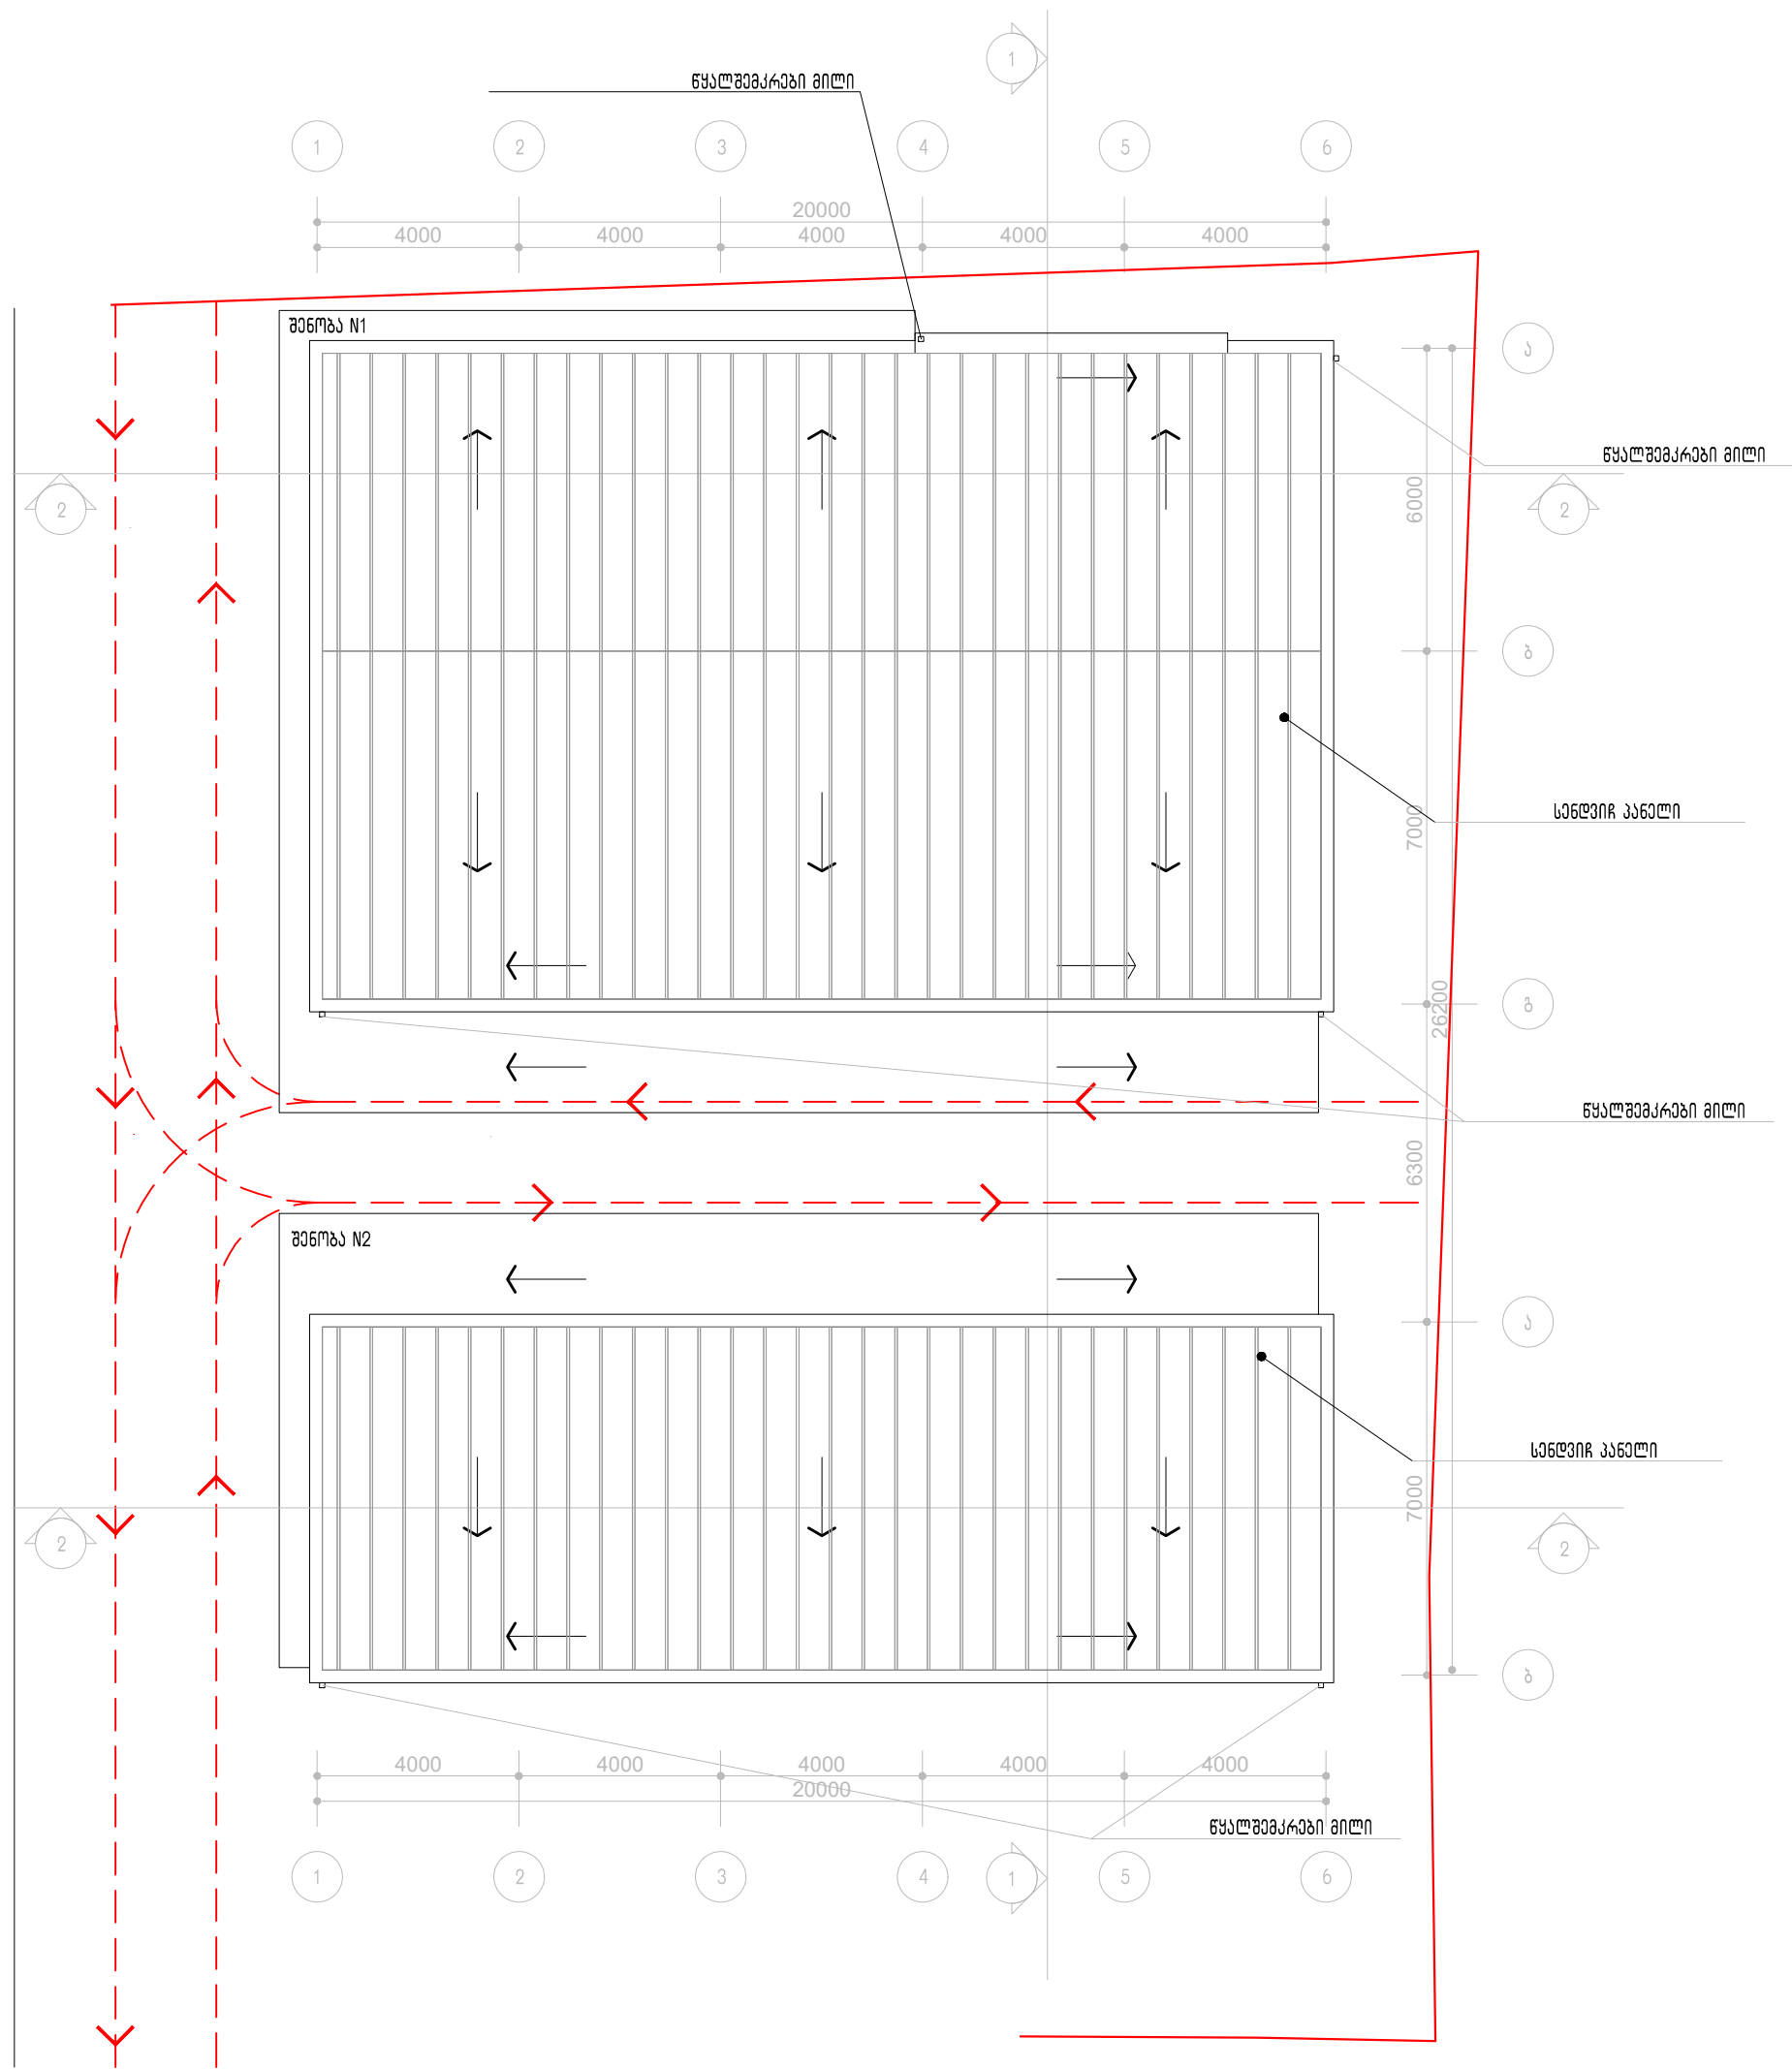 1
წყალშემკრები მილი
1 2 3 4 5 6
20000
4000 4000 4000 4000 4000
შენობა N1
ა
წყალშემკრები მილი
6000
2 2
ბ
სენდვიჩ პანელი
7000
გ
26200
წყალშემკრები მილი
6300
შენობა N2
ა
სენდვიჩ პანელი
7000
2 2
ბ
4000 4000 4000 4000 4000
20000
წყალშემკრები მილი
1 2 3 4 1 5 6